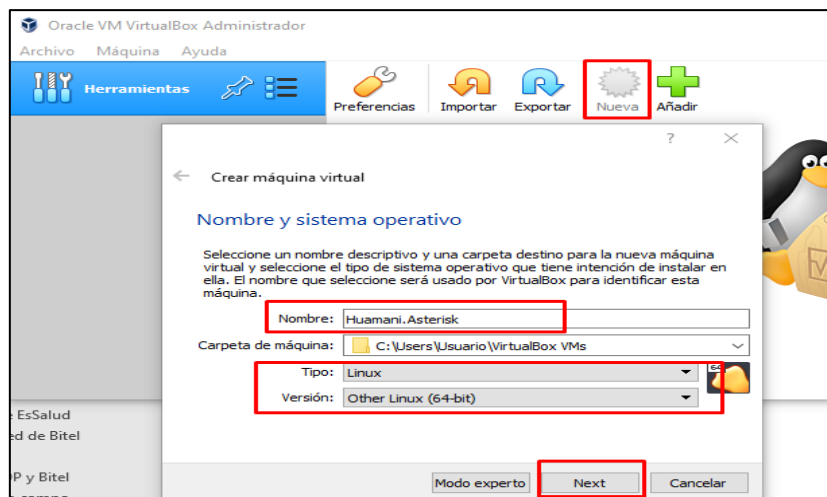 Oracle VM VirtualBox Administrador
Archivo Máquina Ayuda
Herramientas
Preferencias Importar Exportar Nueva Añadir
?
Crear máquina virtual
Nombre y sistema operativo
Seleccione un nombre descriptivo y una carpeta destino para la nueva máquina
virtual y seleccione el tipo de sistema operativo que tiene intención de instalar en
ella. El nombre que seleccione será usado por VirtualBox para identificar esta
máquina.
Nombre: Huamani.Asterisk
Carpeta de máquina: C:\Users\Usuario\VirtualBox VMs
Tipo: Linux
64
Versión: Other Linux (64-bit)
EsSalud
ed de Bitel
P y Bitel
Modo experto Next Cancelar